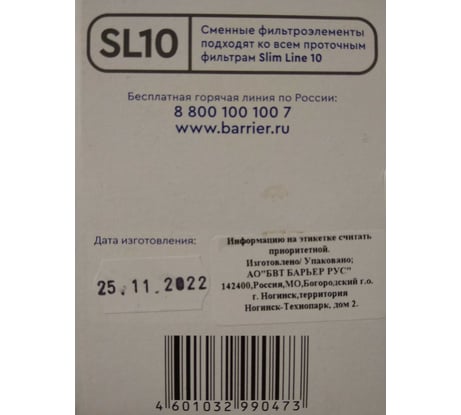 SL10
Сменные фильтроэлементы
подходят ко всем проточным
фильтрам Slim Line 10
Бесплатная горячая линия по России:
8 800 100 100 7
www.barrier.ru
Дата изготовления:
25.11.2022
Информацию на этикетке считать
приоритетной.
Изготовлено/ Упаковано;
АО"БВТ БАРЬЕР РУС"
142400,Россия,МО,Богородский г.о.
г. Ногинск,территория
Ногинск-Технопарк, дом 2.
4 601032 990473